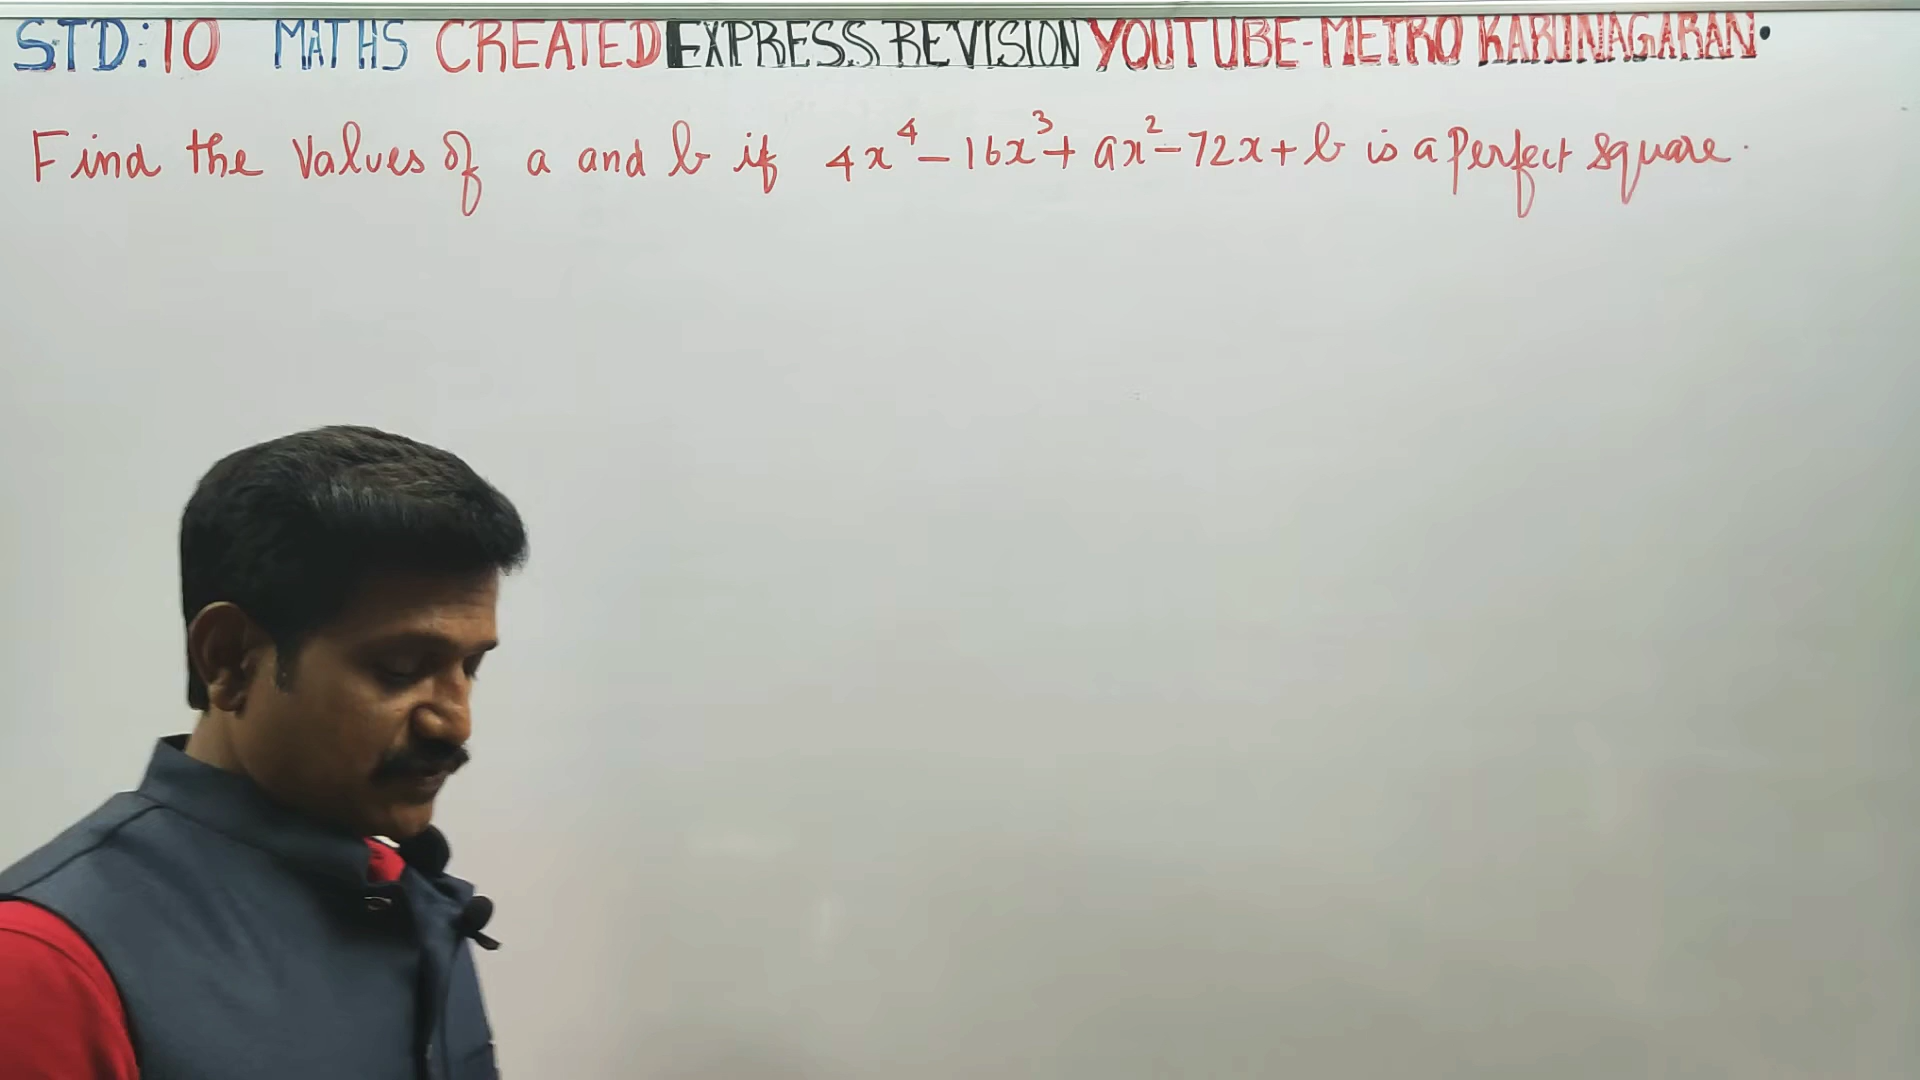 STD:10 MATHS CREATED EXPRESS REVISION YOUTUBE-METRO KARUNAGARAN.
Find the Values of a and b if 4x⁴ - 16x³ + ax² - 72x + b is a Perfect Square.